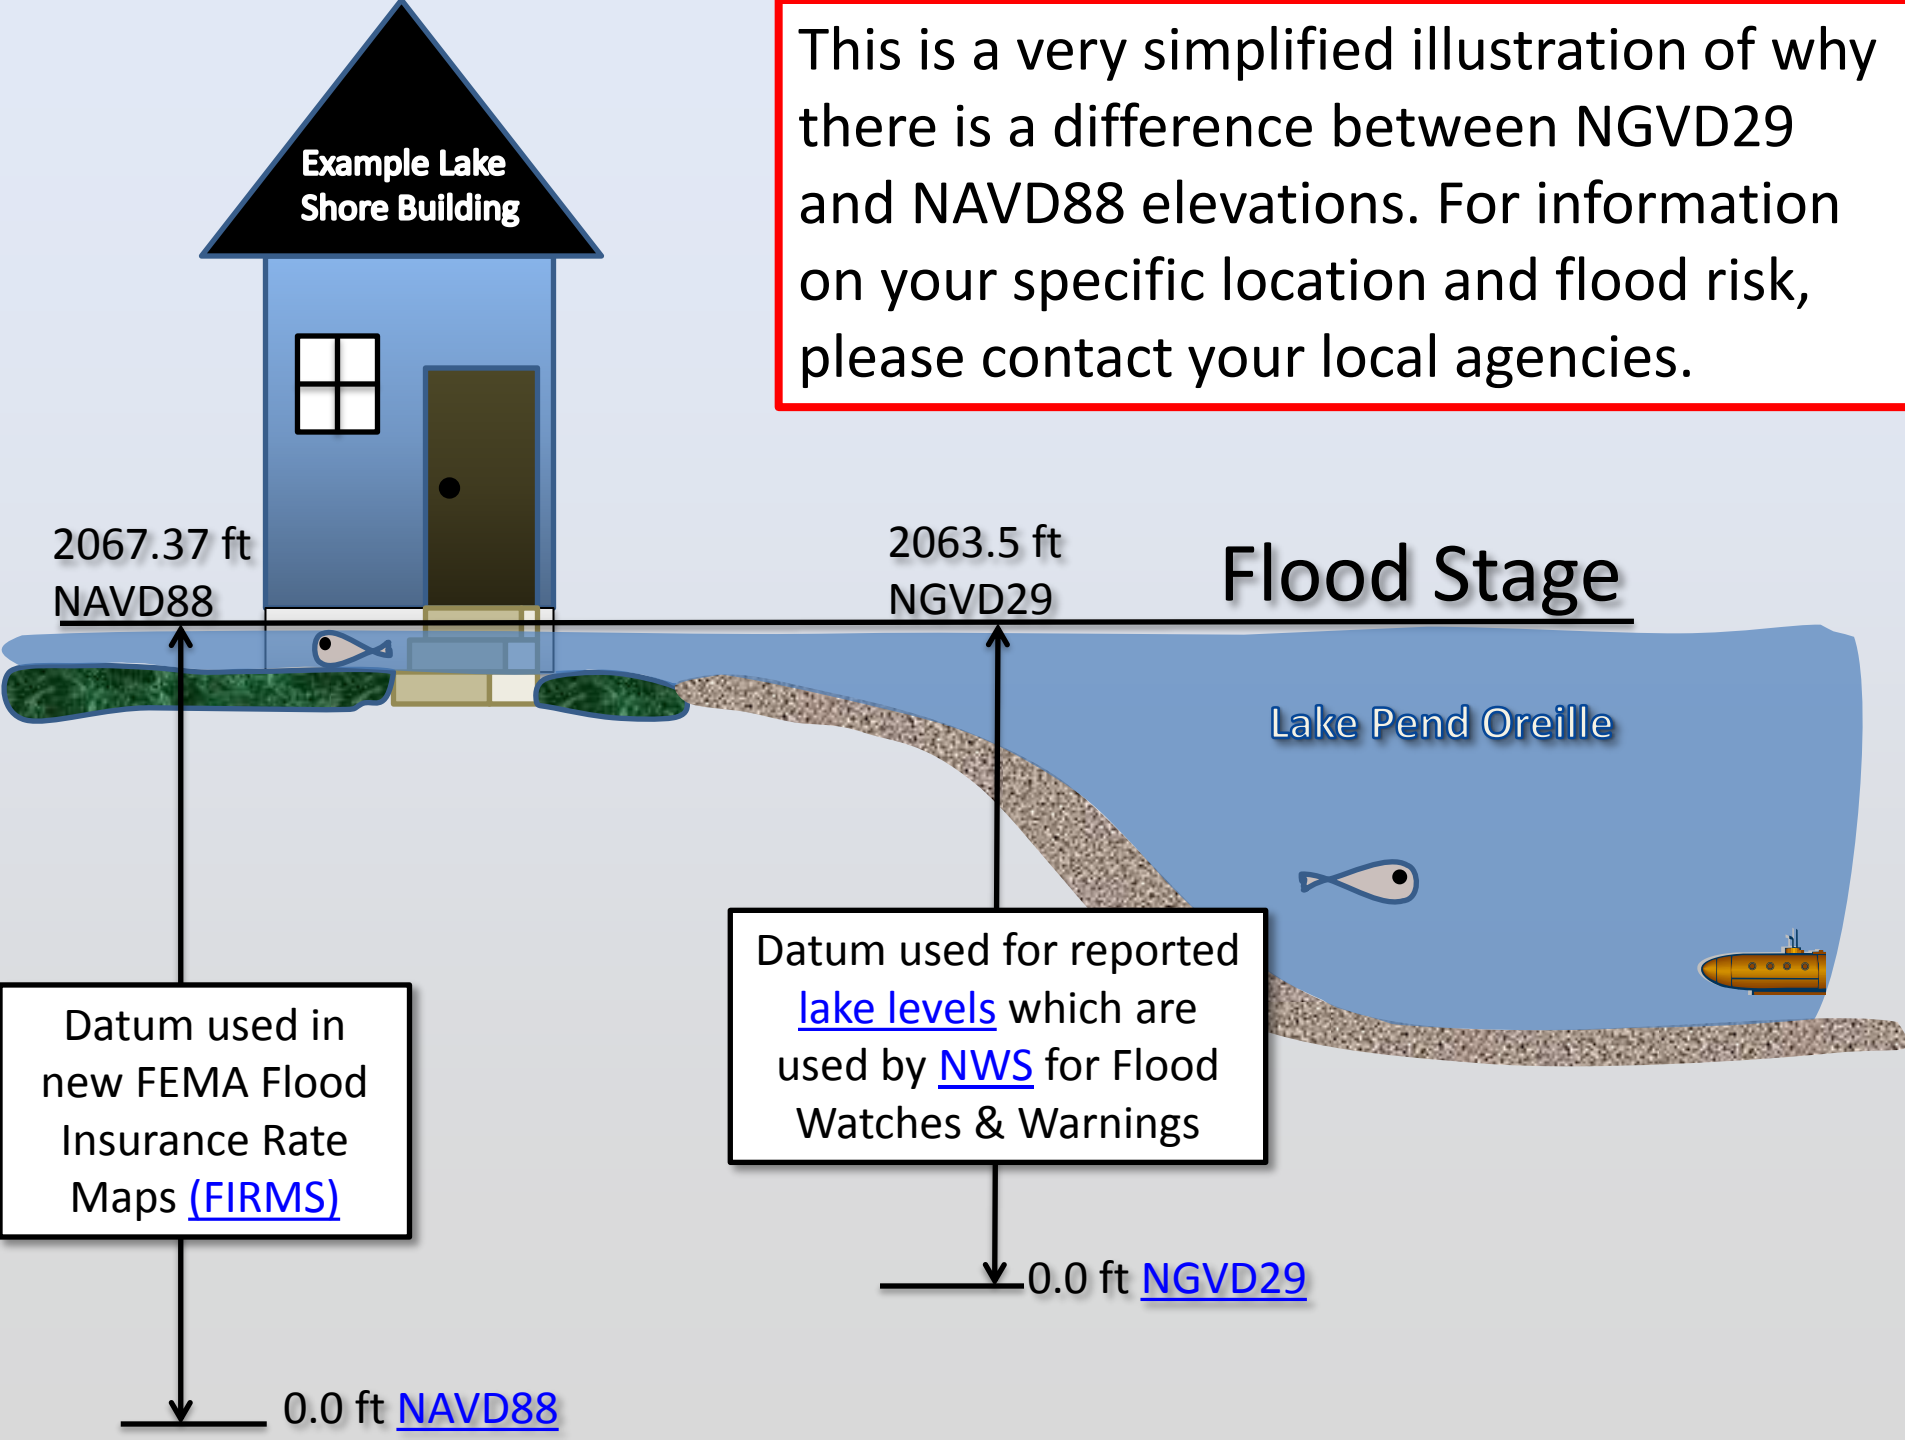 This is a very simplified illustration of why
there is a difference between NGVD29
and NAVD88 elevations. For information
on your specific location and flood risk,
please contact your local agencies.
Example Lake
Shore Building
2067.37 ft
NAVD88
2063.5 ft
NGVD29
Flood Stage
Lake Pend Oreille
Datum used for reported
lake levels which are
used by NWS for Flood
Watches & Warnings
Datum used in
new FEMA Flood
Insurance Rate
Maps (FIRMS)
0.0 ft NGVD29
0.0 ft NAVD88